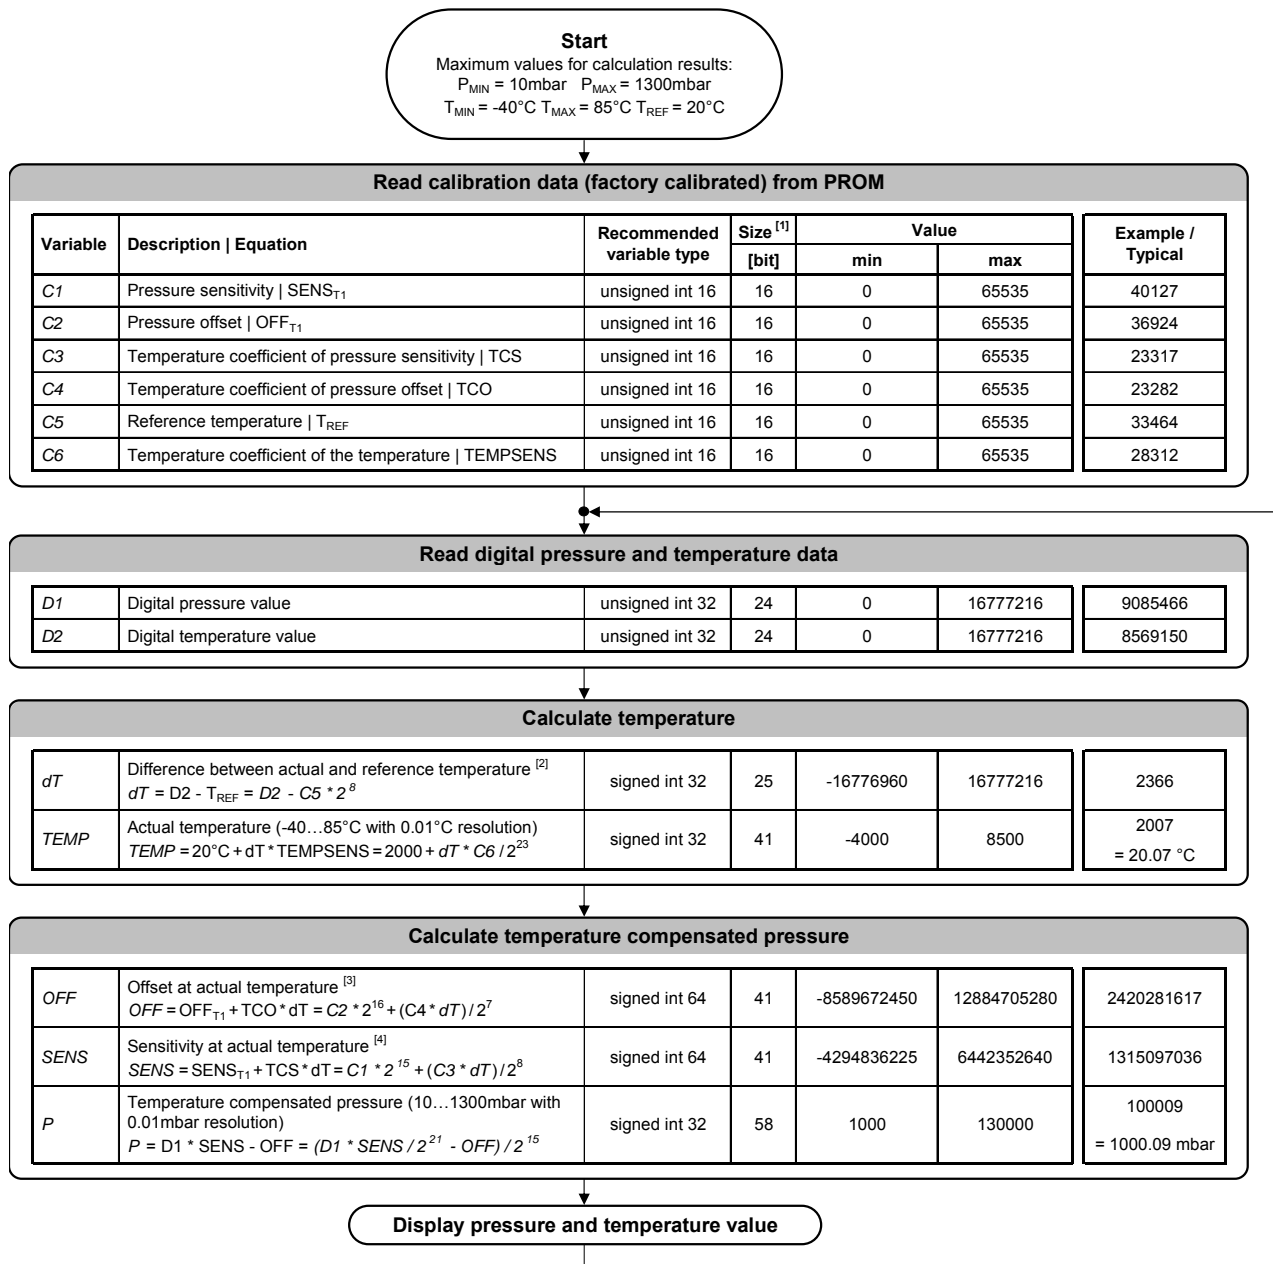 Start
Maximum values for calculation results:
P_MIN = 10mbar P_MAX = 1300mbar
T_MIN = -40°C T_MAX = 85°C T_REF = 20°C
Read calibration data (factory calibrated) from PROM
Variable | Description | Equation | Recommended variable type | Size [1] [bit] | Value min | max | Example / Typical
C1 Pressure sensitivity | SENS_T1 unsigned int 16 16 0 65535 40127
C2 Pressure offset | OFF_T1 unsigned int 16 16 0 65535 36924
C3 Temperature coefficient of pressure sensitivity | TCS unsigned int 16 16 0 65535 23317
C4 Temperature coefficient of pressure offset | TCO unsigned int 16 16 0 65535 23282
C5 Reference temperature | T_REF unsigned int 16 16 0 65535 33464
C6 Temperature coefficient of the temperature | TEMPSENS unsigned int 16 16 0 65535 28312
Read digital pressure and temperature data
D1 Digital pressure value unsigned int 32 24 0 16777216 9085466
D2 Digital temperature value unsigned int 32 24 0 16777216 8569150
Calculate temperature
dT Difference between actual and reference temperature [2]
dT = D2 - T_REF = D2 - C5 * 2^8 signed int 32 25 -16776960 16777216 2366
TEMP Actual temperature (-40…85°C with 0.01°C resolution)
TEMP = 20°C + dT * TEMPSENS = 2000 + dT * C6 / 2^23 signed int 32 41 -4000 8500 2007
= 20.07 °C
Calculate temperature compensated pressure
OFF Offset at actual temperature [3]
OFF = OFF_T1 + TCO * dT = C2 * 2^16 + (C4 * dT) / 2^7 signed int 64 41 -8589672450 12884705280 2420281617
SENS Sensitivity at actual temperature [4]
SENS = SENS_T1 + TCS * dT = C1 * 2^15 + (C3 * dT) / 2^8 signed int 64 41 -4294836225 6442352640 1315097036
P Temperature compensated pressure (10…1300mbar with
0.01mbar resolution)
P = D1 * SENS - OFF = (D1 * SENS / 2^21 - OFF) / 2^15 signed int 32 58 1000 130000 100009
= 1000.09 mbar
Display pressure and temperature value